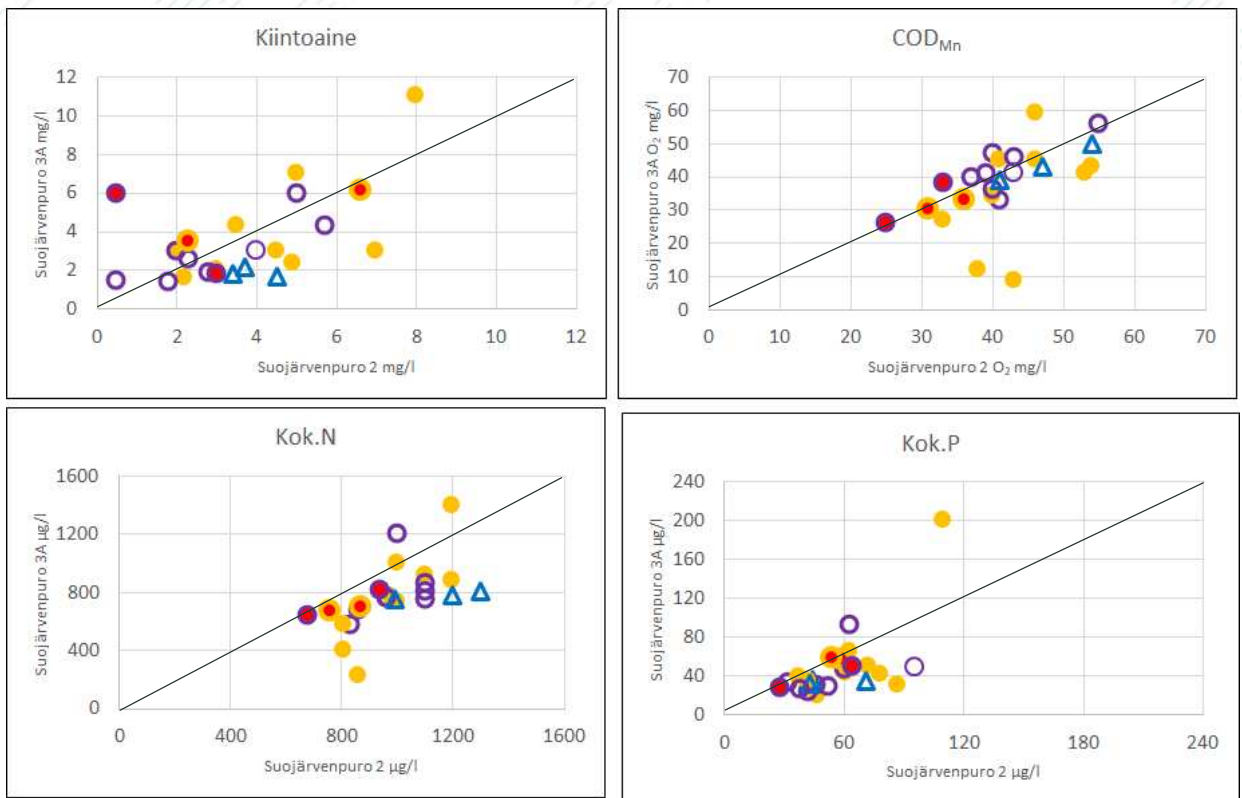 Kiintoaine
Suojärvenpuro 3A mg/l
12
10
8
6
4
2
0
0 2 4 6 8 10 12
Suojärvenpuro 2 mg/l
COD_Mn
Suojärvenpuro 3A O₂ mg/l
70
60
50
40
30
20
10
0
0 10 20 30 40 50 60 70
Suojärvenpuro 2 O₂ mg/l
Kok.N
Suojärvenpuro 3A µg/l
1600
1200
800
400
0
0 400 800 1200 1600
Suojärvenpuro 2 µg/l
Kok.P
Suojärvenpuro 3A µg/l
240
200
160
120
80
40
0
0 60 120 180 240
Suojärvenpuro 2 µg/l